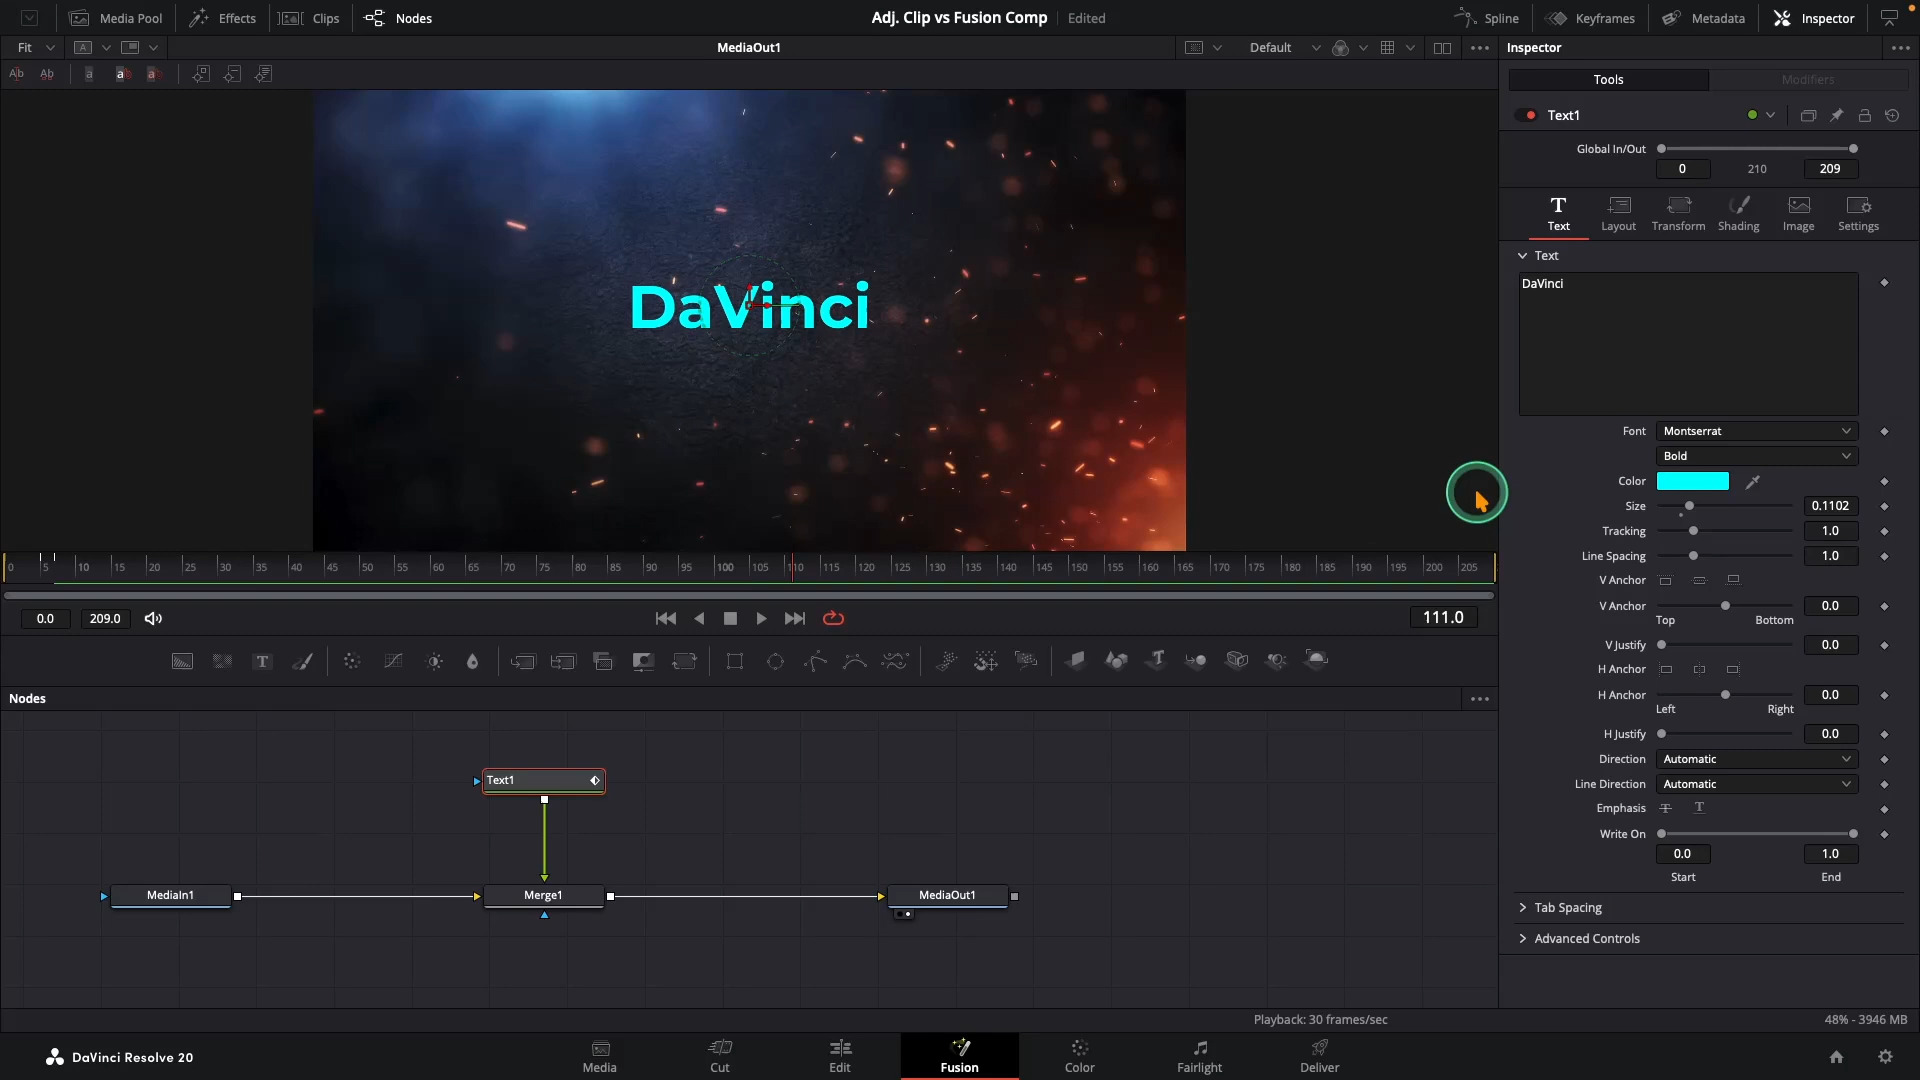 Media Pool
Effects
Clips
Nodes
Adj. Clip vs Fusion Comp
Edited
Spline
Keyframes
Metadata
Inspector
Fit
A
MediaOut1
Default
Inspector
Tools
Modifiers
Text1
Global In/Out
0
210
209
Text
Layout
Transform
Shading
Image
Settings
Text
DaVinci
DaVinci
Font
Montserrat
Bold
Color
Size
0.1102
Tracking
1.0
Line Spacing
1.0
V Anchor
V Anchor
0.0
Top
Bottom
V Justify
0.0
H Anchor
H Anchor
0.0
Left
Right
H Justify
0.0
Direction
Automatic
Line Direction
Automatic
Emphasis
Write On
0.0
1.0
Start
End
Tab Spacing
Advanced Controls
0 5 10 15 20 25 30 35 40 45 50 55 60 65 70 75 80 85 90 95 100 105 110 115 120 125 130 135 140 145 150 155 160 165 170 175 180 185 190 195 200 205
0.0
209.0
111.0
Nodes
Text1
MediaIn1
Merge1
MediaOut1
Playback: 30 frames/sec
48% - 3946 MB
DaVinci Resolve 20
Media
Cut
Edit
Fusion
Color
Fairlight
Deliver